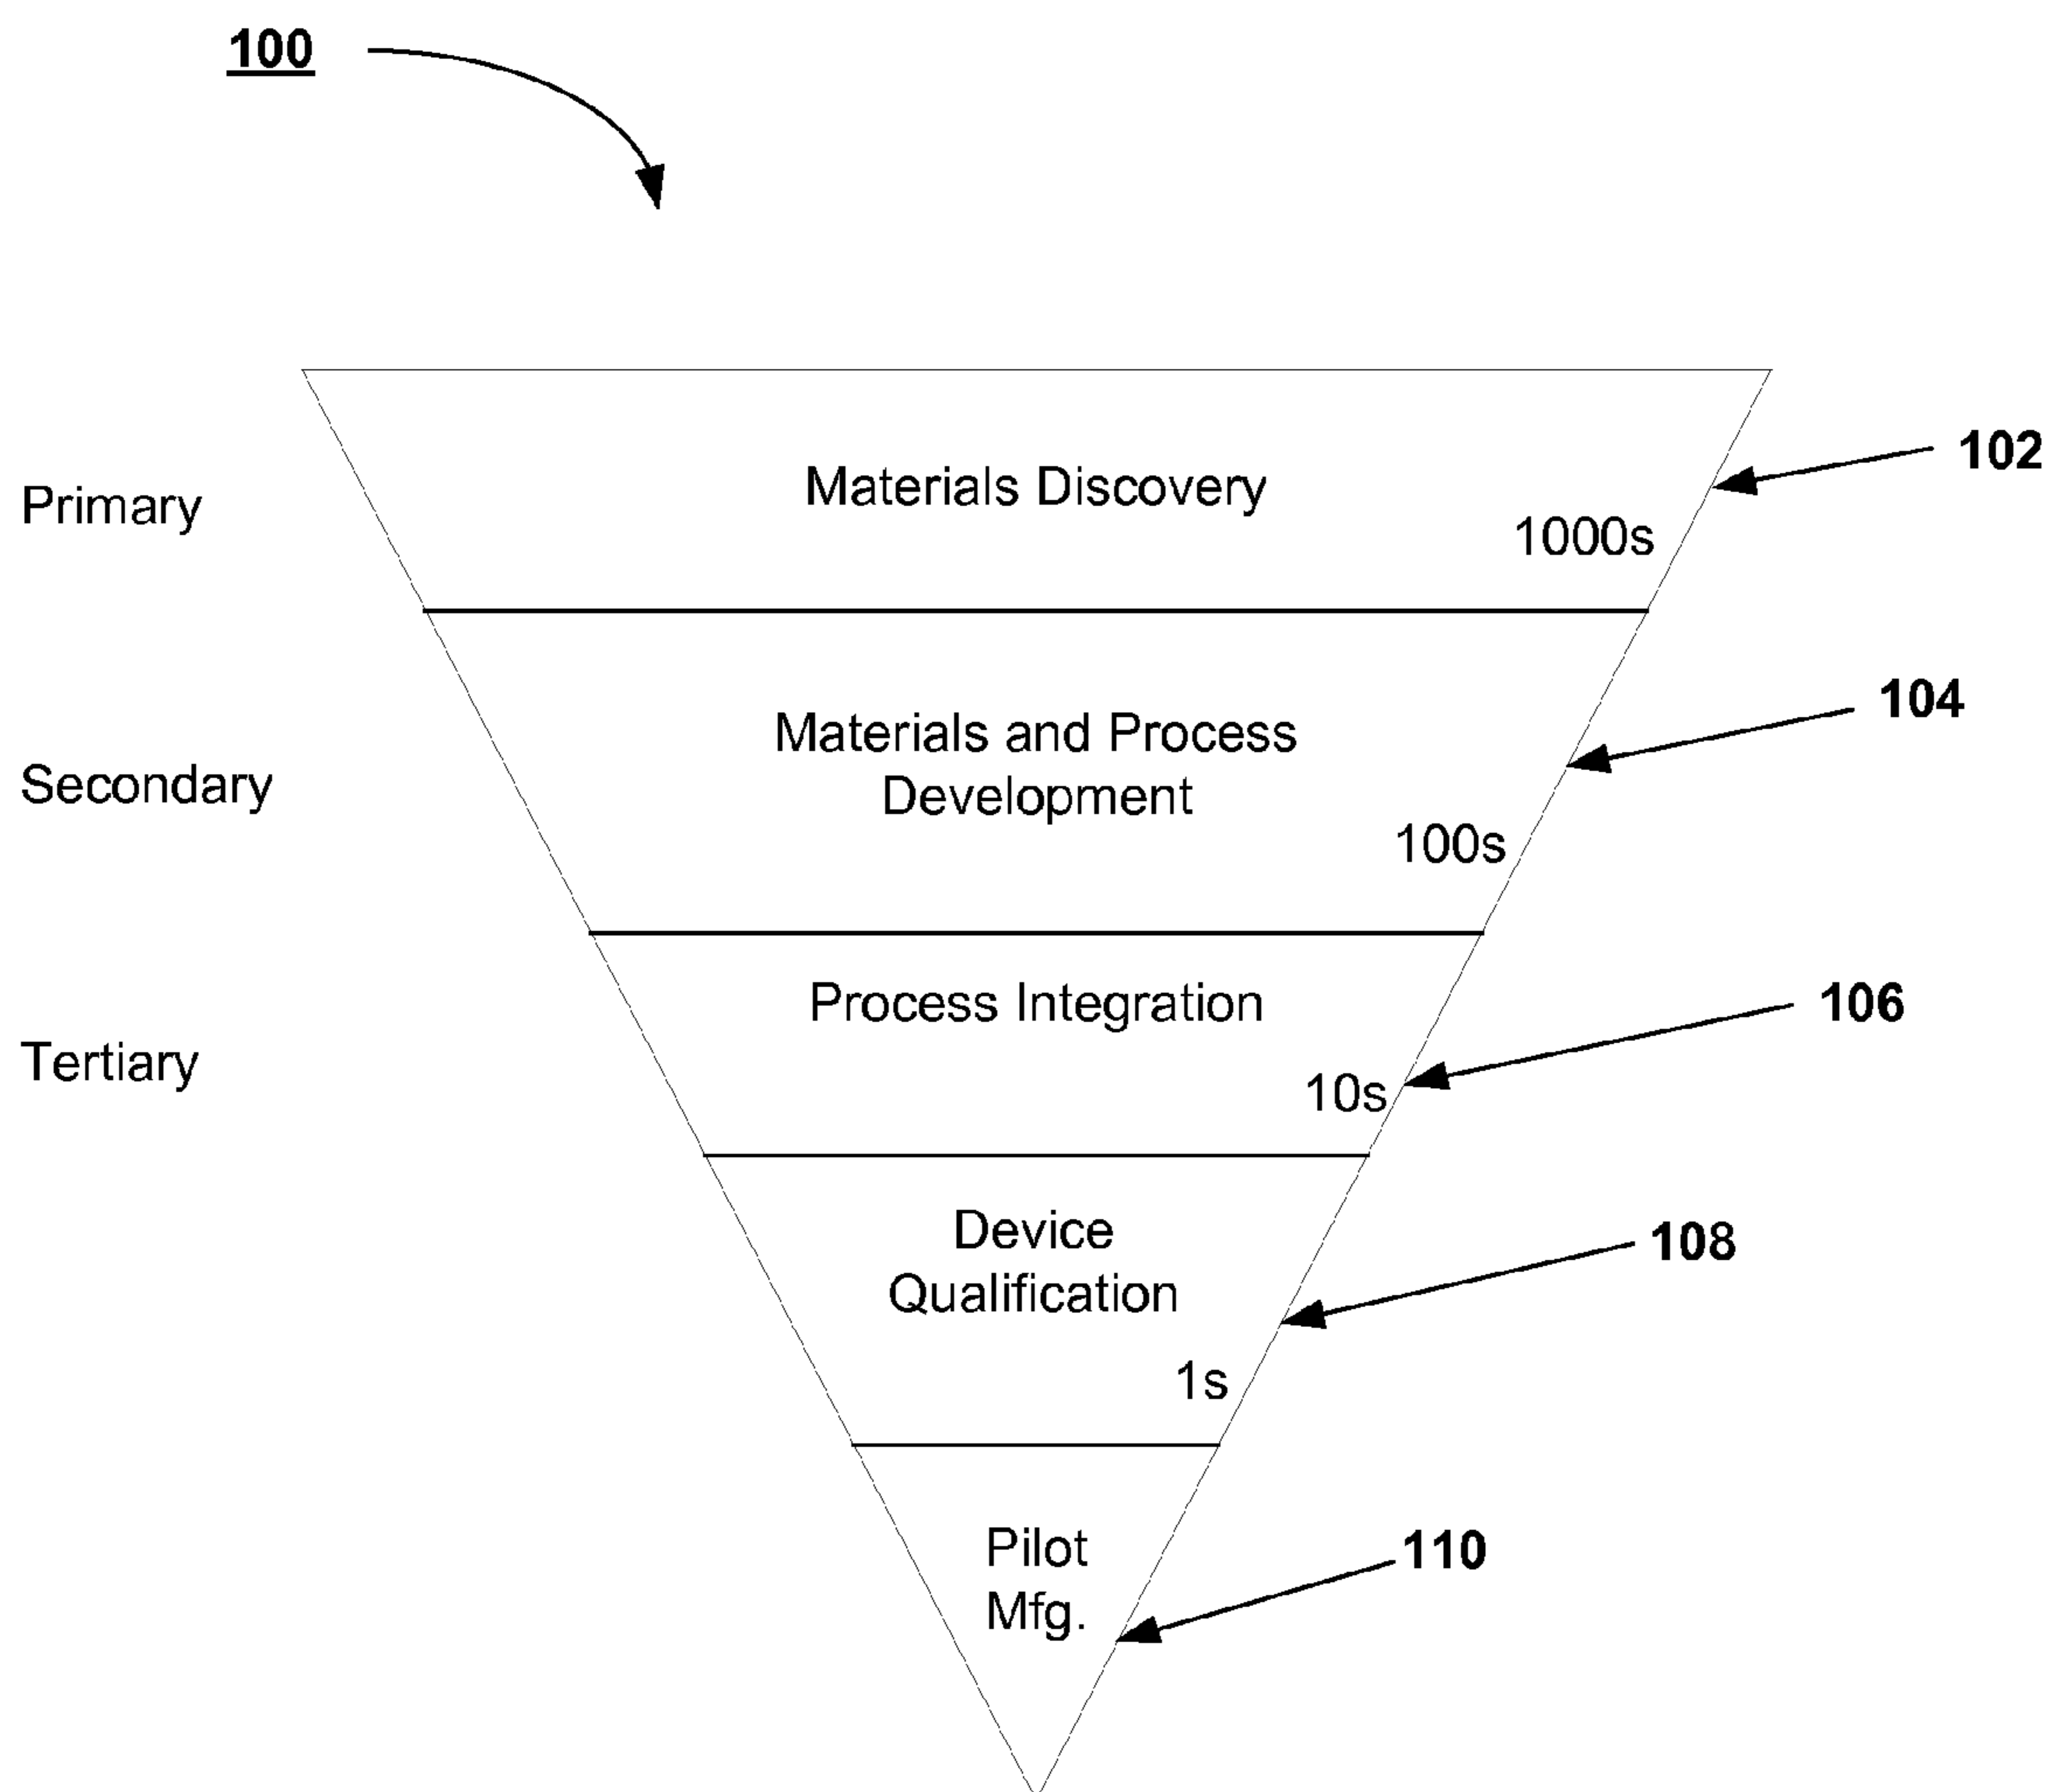 100
102
Primary
Materials Discovery
1000s
104
Secondary
Materials and Process
Development
100s
106
Process Integration
Tertiary
10s
108
Device
Qualification
1s
110
Pilot
Mfg.